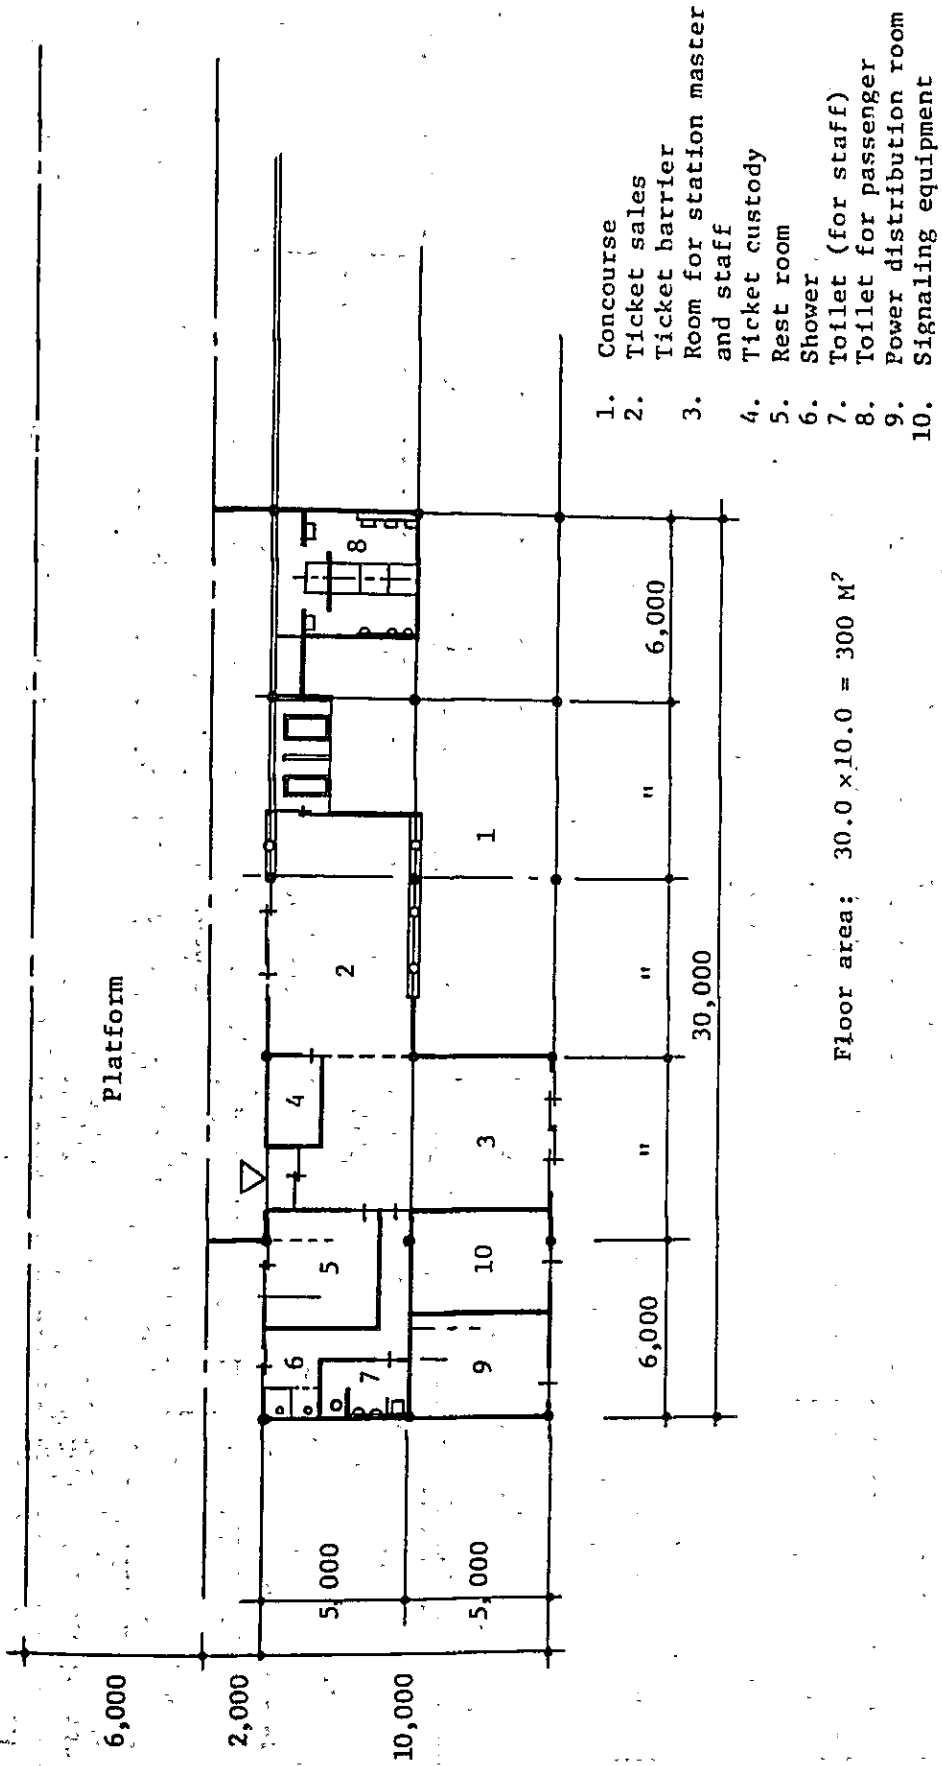 Platform
6,000
2,000
10,000
5,000
5,000
1
2
3
4
5
6
7
8
9
10
6,000
"
"
"
6,000
30,000
Floor area: 30.0 × 10.0 = 300 M²
1. Concourse
2. Ticket sales
Ticket barrier
3. Room for station master
and staff
4. Ticket custody
5. Rest room
6. Shower
7. Toilet (for staff)
8. Toilet for passenger
9. Power distribution room
10. Signaling equipment